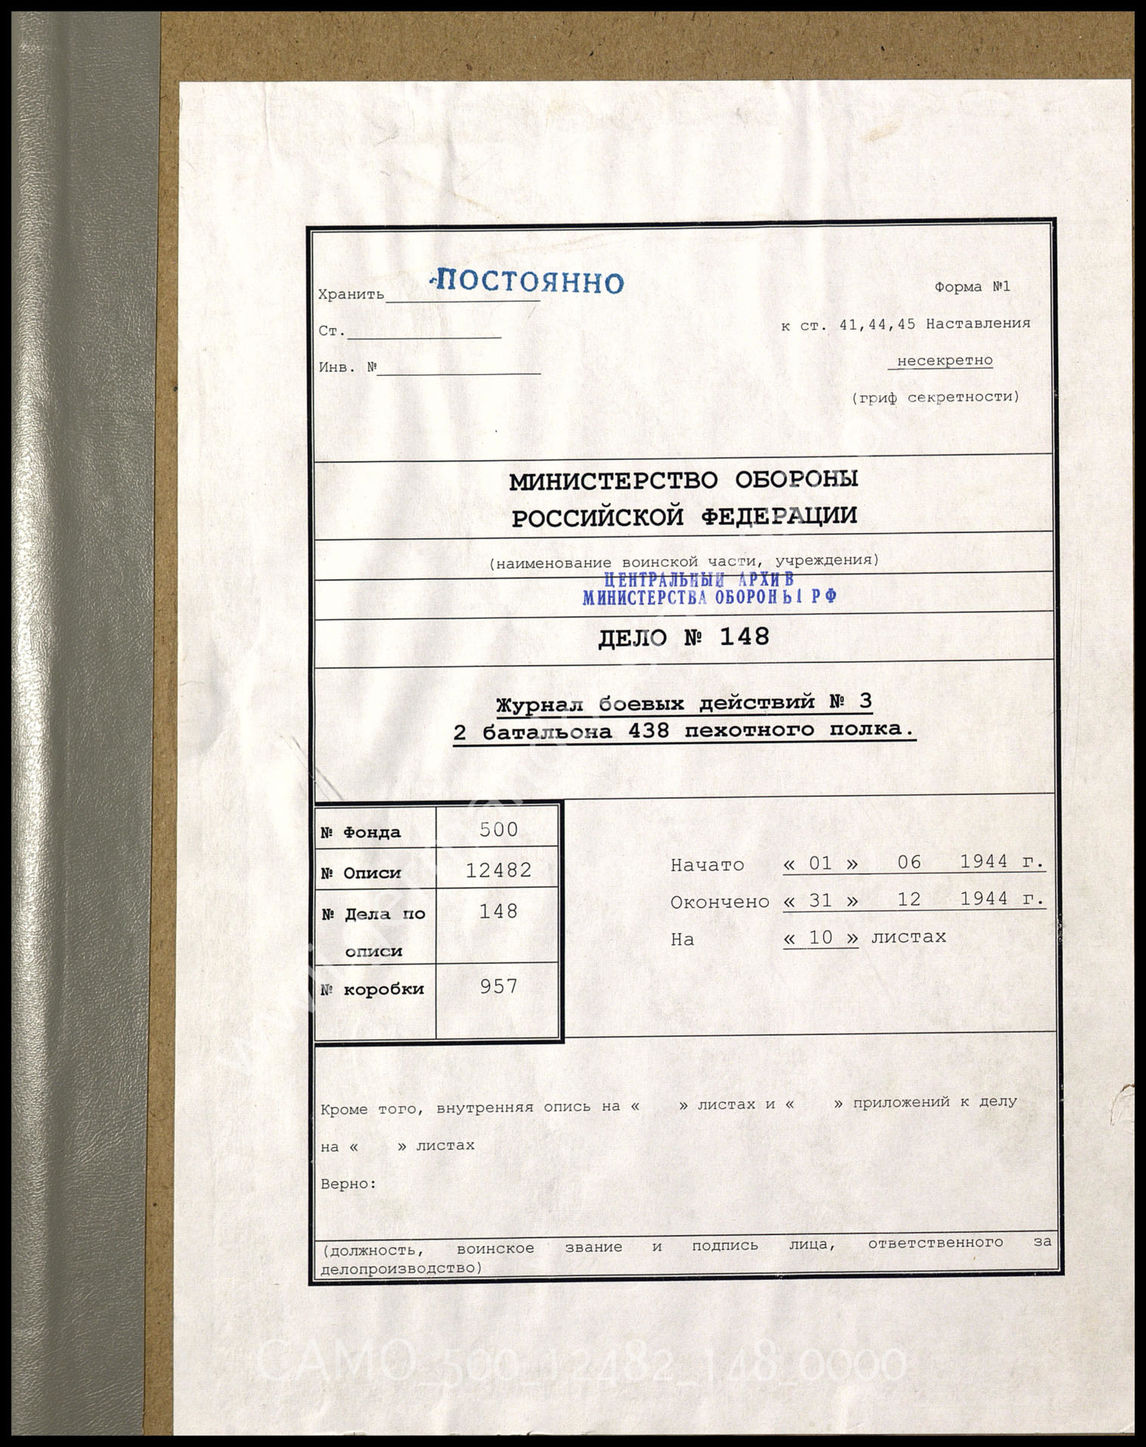 Хранить ПОСТОЯННО
Форма №1
Ст.
к ст. 41,44,45 Наставления
Инв. №
несекретно
(гриф секретности)
МИНИСТЕРСТВО ОБОРОНЫ
РОССИЙСКОЙ ФЕДЕРАЦИИ
(наименование воинской части, учреждения)
ЦЕНТРАЛЬНЫЙ АРХИВ
МИНИСТЕРСТВА ОБОРОНЫ РФ
ДЕЛО № 148
Журнал боевых действий № 3
2 батальона 438 пехотного полка.
№ Фонда 500
№ Описи 12482
№ Дела по описи 148
№ коробки 957
Начато « 01 » 06 1944 г.
Окончено « 31 » 12 1944 г.
На « 10 » листах
Кроме того, внутренняя опись на « » листах и « » приложений к делу
на « » листах
Верно:
(должность, воинское звание и подпись лица, ответственного за
делопроизводство)
CAMO_500_12482_148_0000